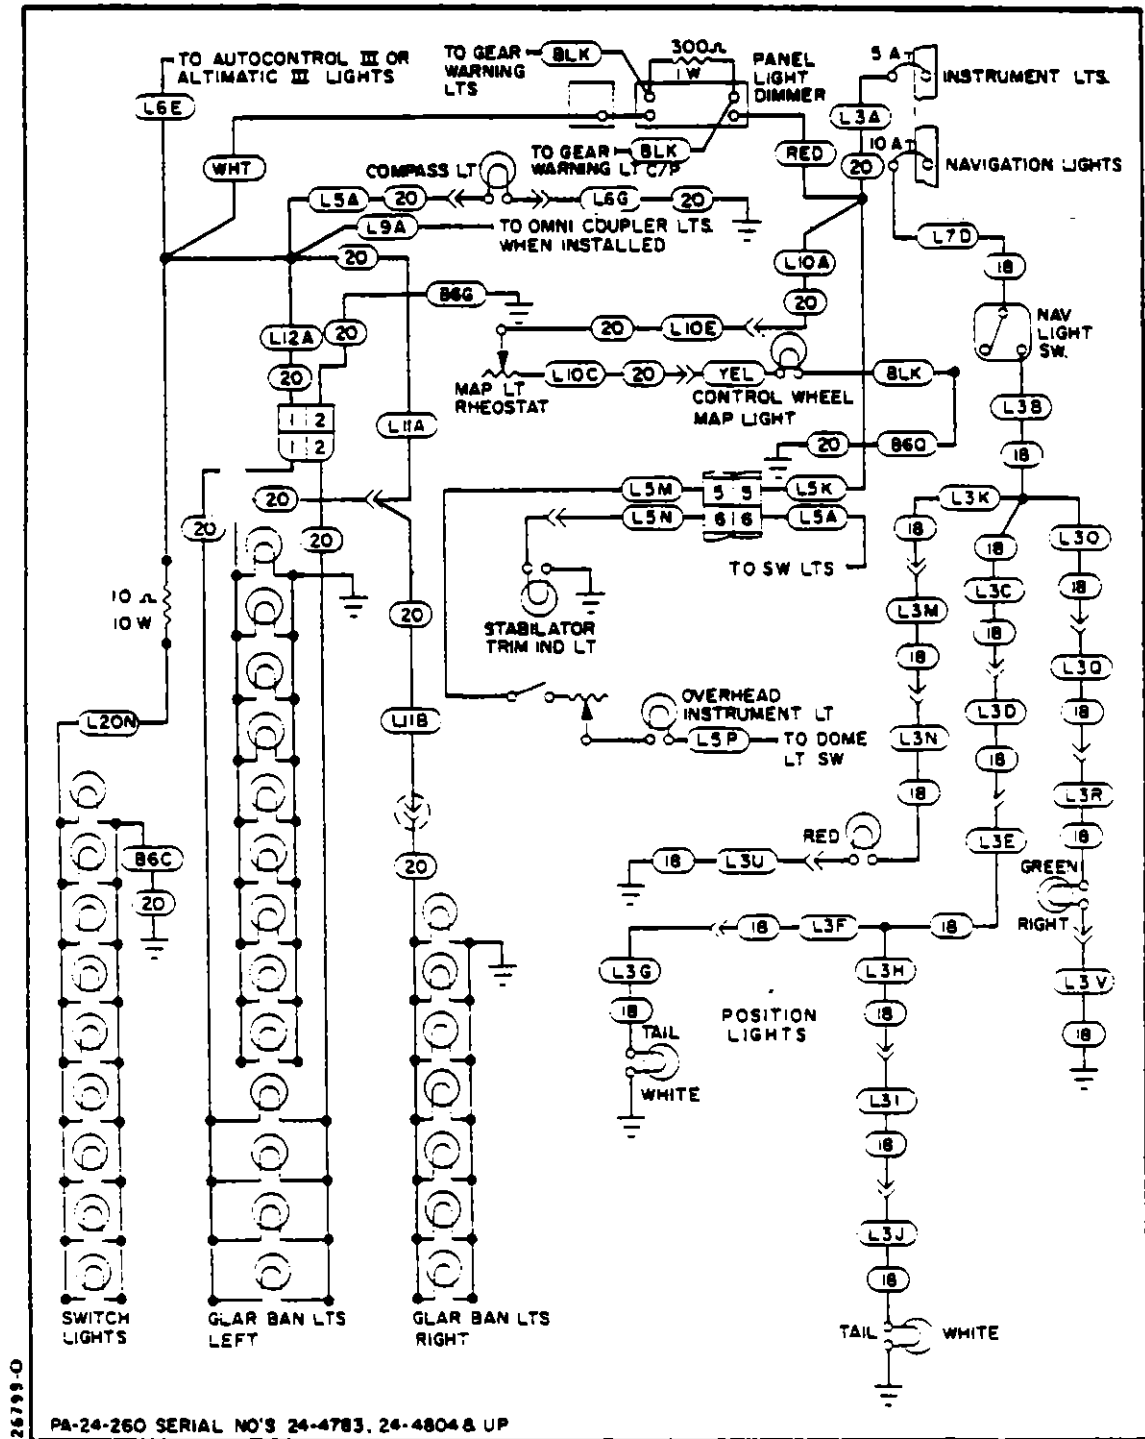 TO AUTOCONTROL III OR
ALTIMATIC III LIGHTS
L6E
WHT
TO GEAR
WARNING
LTS
BLK
300Ω
1 W
PANEL
LIGHT
DIMMER
TO GEAR
WARNING LT C/P
BLK
RED
5 A
INSTRUMENT LTS.
L3A
20
10 A
NAVIGATION LIGHTS
COMPASS LT
L5A
20
L6G
20
L9A
TO OMNI COUPLER LTS.
WHEN INSTALLED
20
L7D
18
NAV
LIGHT
SW.
L10A
20
B6G
20
L12A
20
20
L10E
MAP LT
RHEOSTAT
L10C
20
YEL
CONTROL WHEEL
MAP LIGHT
BLK
L3B
18
1 2
1 2
L11A
20
B6Q
20
20
20
L5M
5 5
L5K
L5N
6 6
L5A
TO SW LTS
STABILATOR
TRIM IND LT
L3K
18
L3M
18
L3N
18
18
L3C
18
L3D
18
L3E
L3O
18
L3Q
18
L3R
18
GREEN
RIGHT
L3V
18
10 Ω
10 W
20
L11B
20
L20N
B6C
20
OVERHEAD
INSTRUMENT LT
L5P
TO DOME
LT SW
RED
18
L3U
18
L3F
18
L3G
18
TAIL
WHITE
POSITION
LIGHTS
L3H
18
L3I
18
L3J
18
TAIL
WHITE
SWITCH
LIGHTS
GLAR BAN LTS
LEFT
GLAR BAN LTS
RIGHT
26799-O
PA-24-260 SERIAL NO'S 24-4783, 24-4804 & UP